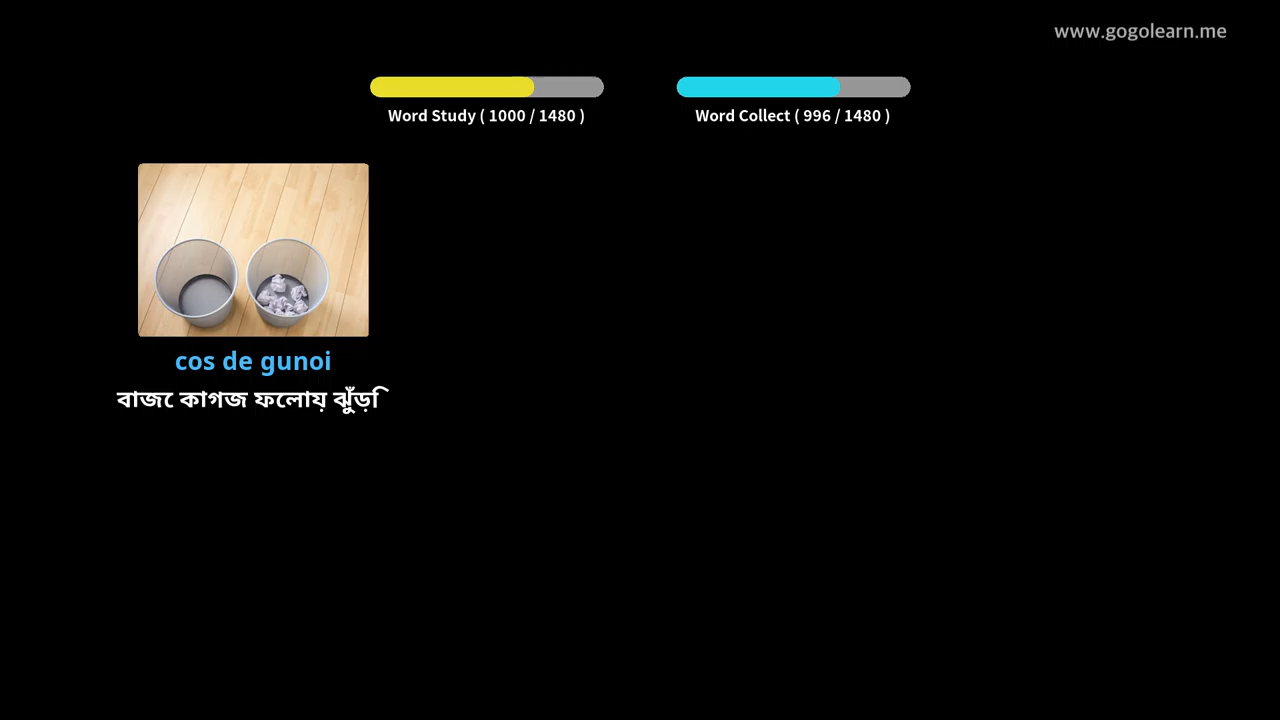 www.gogolearn.me
Word Study ( 1000 / 1480 )
Word Collect ( 996 / 1480 )
cos de gunoi
বাজে কাগজ ফেলোয় ঝুঁড়ি